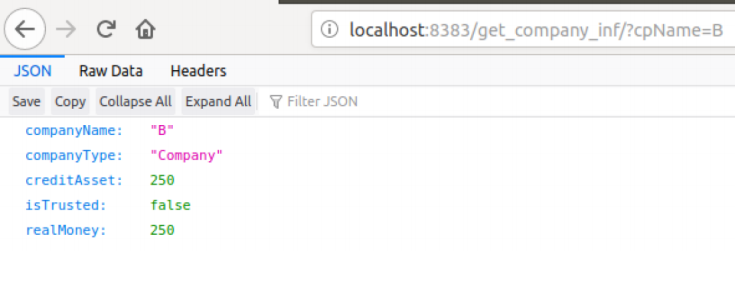 localhost:8383/get_company_inf/?cpName=B
JSON Raw Data Headers
Save Copy Collapse All Expand All Filter JSON
companyName: "B"
companyType: "Company"
creditAsset: 250
isTrusted: false
realMoney: 250